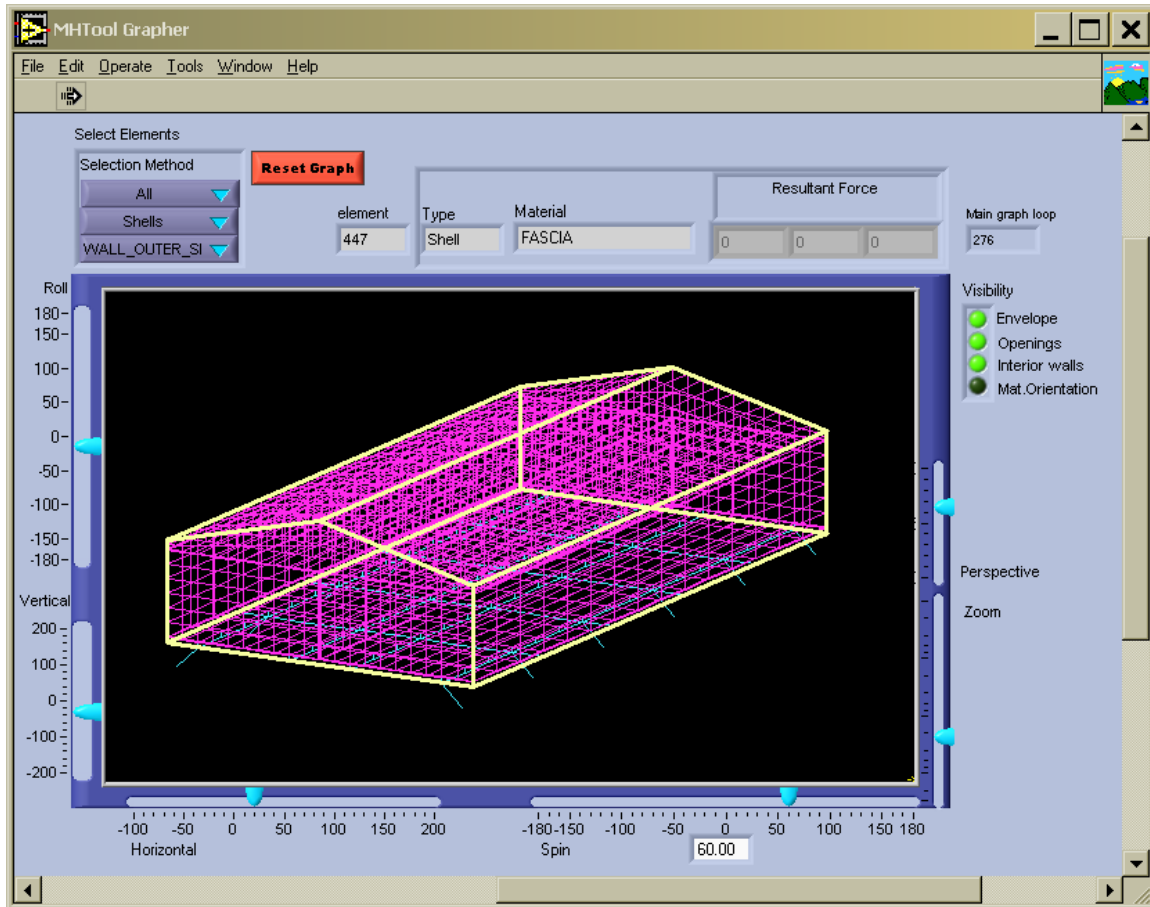 MHTool Grapher
File Edit Operate Tools Window Help
Select Elements
Selection Method
All
Shells
WALL_OUTER_SI
Reset Graph
element
447
Type
Shell
Material
FASCIA
Resultant Force
0 0 0
Main graph loop
276
Roll
180
150
100
50
0
-50
-100
-150
-180
Vertical
200
100
0
-100
-200
Visibility
Envelope
Openings
Interior walls
Mat.Orientation
Perspective
Zoom
-100 -50 0 50 100 150 200
Horizontal
-180 -150 -100 -50 0 50 100 150 180
Spin
60.00